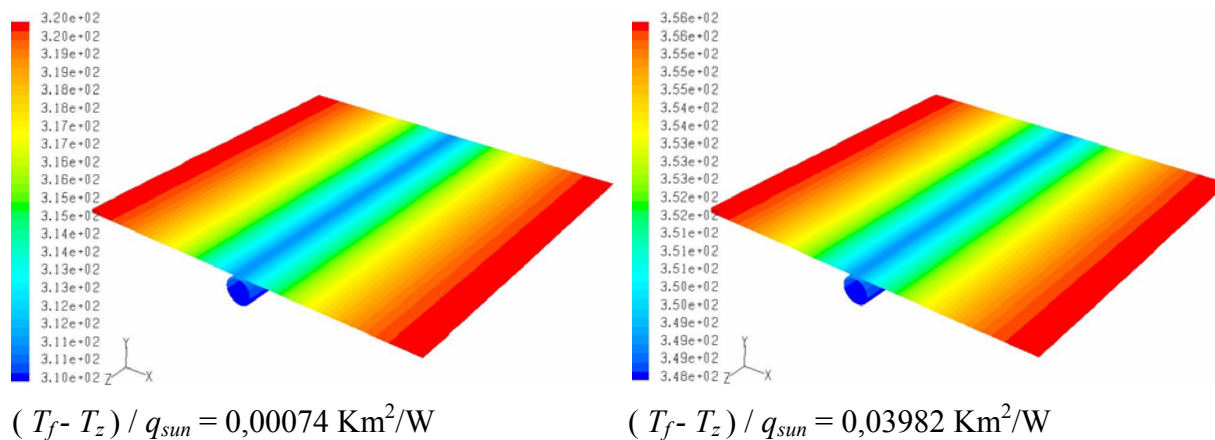 3.20e+02
3.20e+02
3.19e+02
3.19e+02
3.18e+02
3.18e+02
3.17e+02
3.17e+02
3.16e+02
3.16e+02
3.15e+02
3.15e+02
3.14e+02
3.14e+02
3.13e+02
3.13e+02
3.12e+02
3.12e+02
3.11e+02
3.11e+02
3.10e+02
Y
Z X
3.56e+02
3.56e+02
3.55e+02
3.55e+02
3.55e+02
3.54e+02
3.54e+02
3.53e+02
3.53e+02
3.53e+02
3.52e+02
3.52e+02
3.51e+02
3.51e+02
3.51e+02
3.50e+02
3.50e+02
3.49e+02
3.49e+02
3.49e+02
3.48e+02
Y
Z X
( T_f - T_z ) / q_sun = 0,00074 Km²/W
( T_f - T_z ) / q_sun = 0,03982 Km²/W